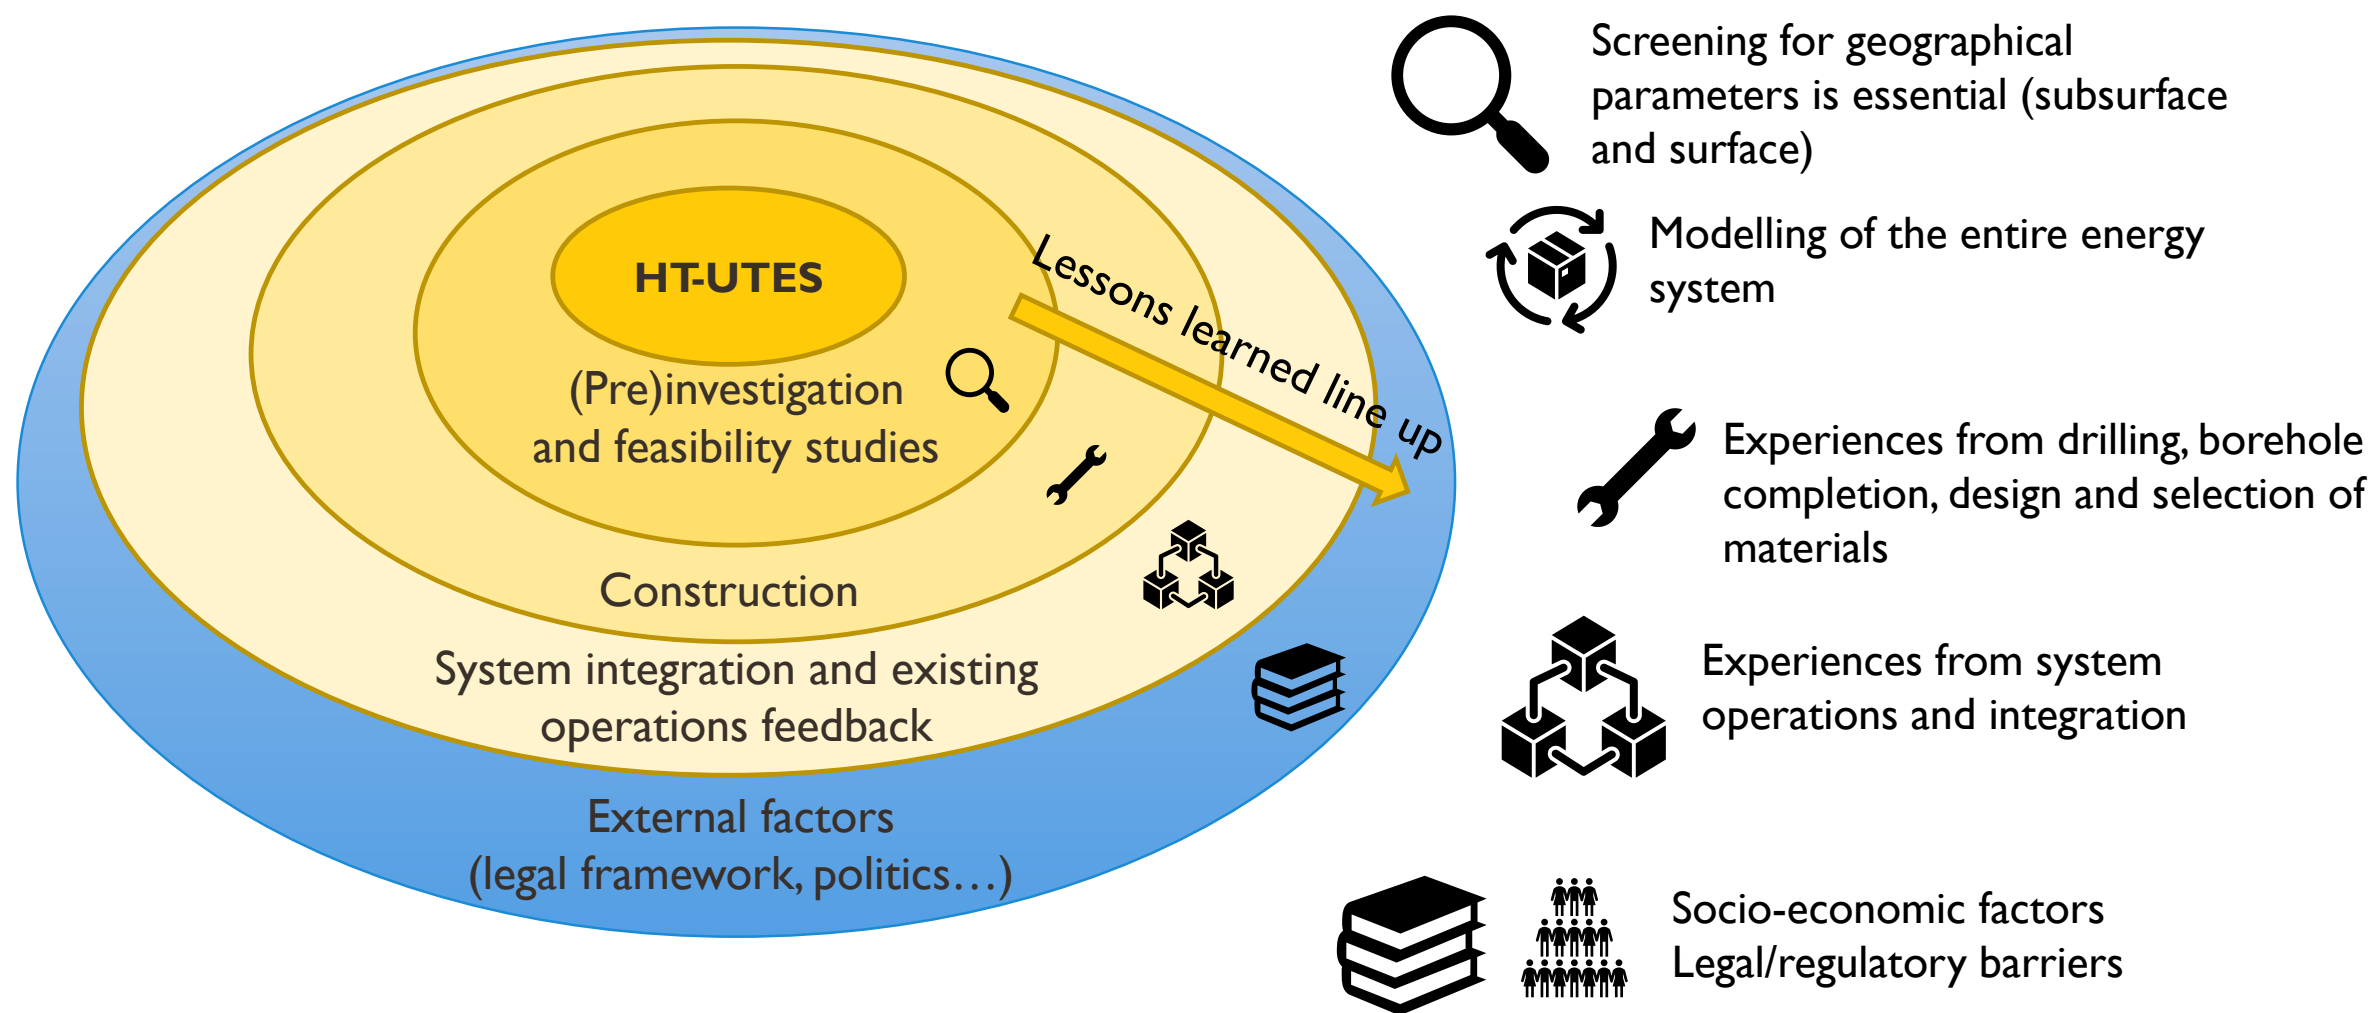 HT-UTES
(Pre)investigation
and feasibility studies
Construction
System integration and existing
operations feedback
External factors
(legal framework, politics…)
Lessons learned line up
Screening for geographical
parameters is essential (subsurface
and surface)
Modelling of the entire energy
system
Experiences from drilling, borehole
completion, design and selection of
materials
Experiences from system
operations and integration
Socio-economic factors
Legal/regulatory barriers